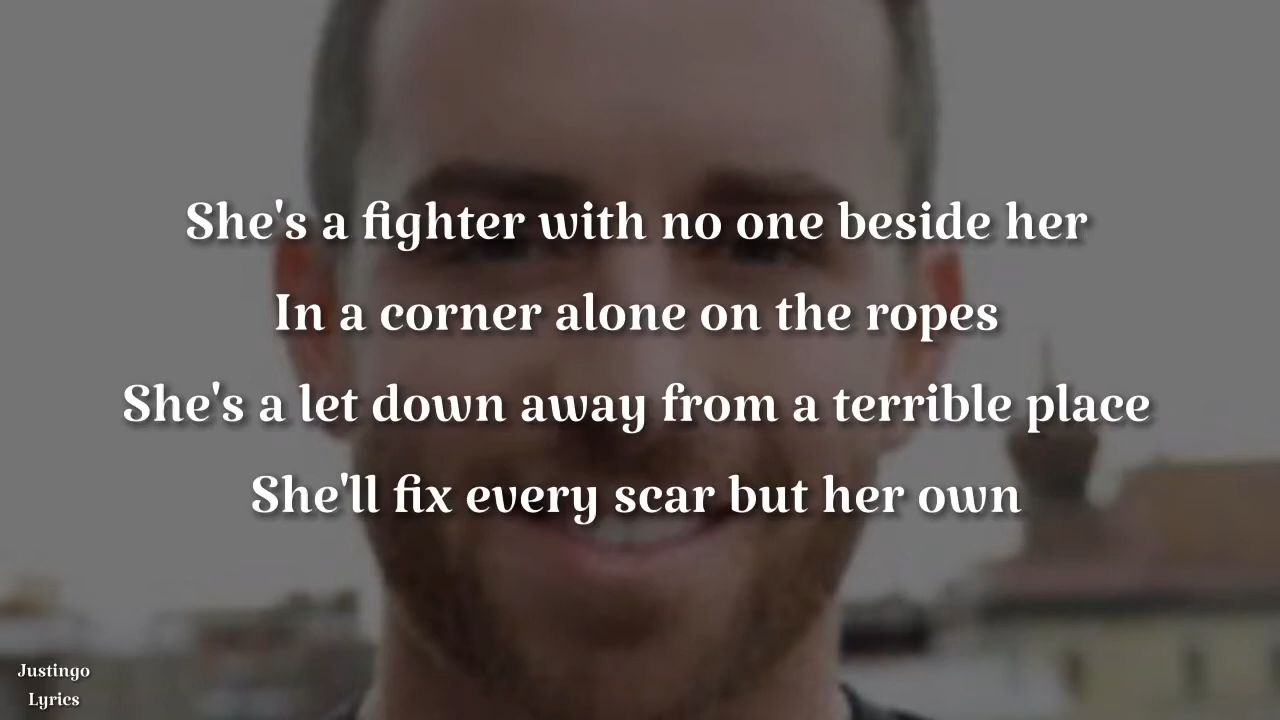 She's a fighter with no one beside her
In a corner alone on the ropes
She's a let down away from a terrible place
She'll fix every scar but her own
Justingo
Lyrics